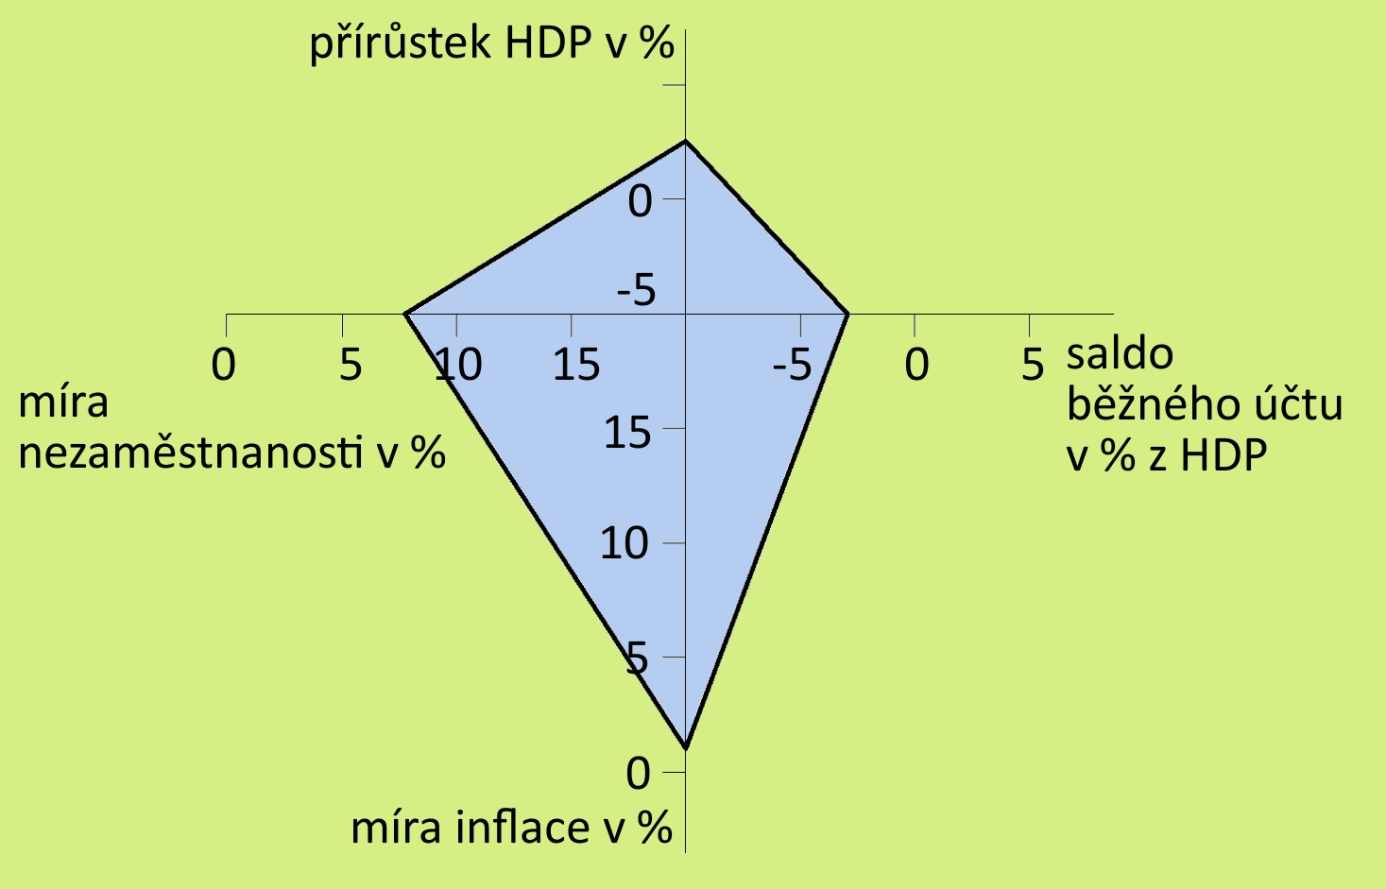 přírůstek HDP v %
0
-5
0 5 10 15 -5 0 5
saldo
běžného účtu
v % z HDP
míra
nezaměstnanosti v %
15
10
5
0
míra inflace v %